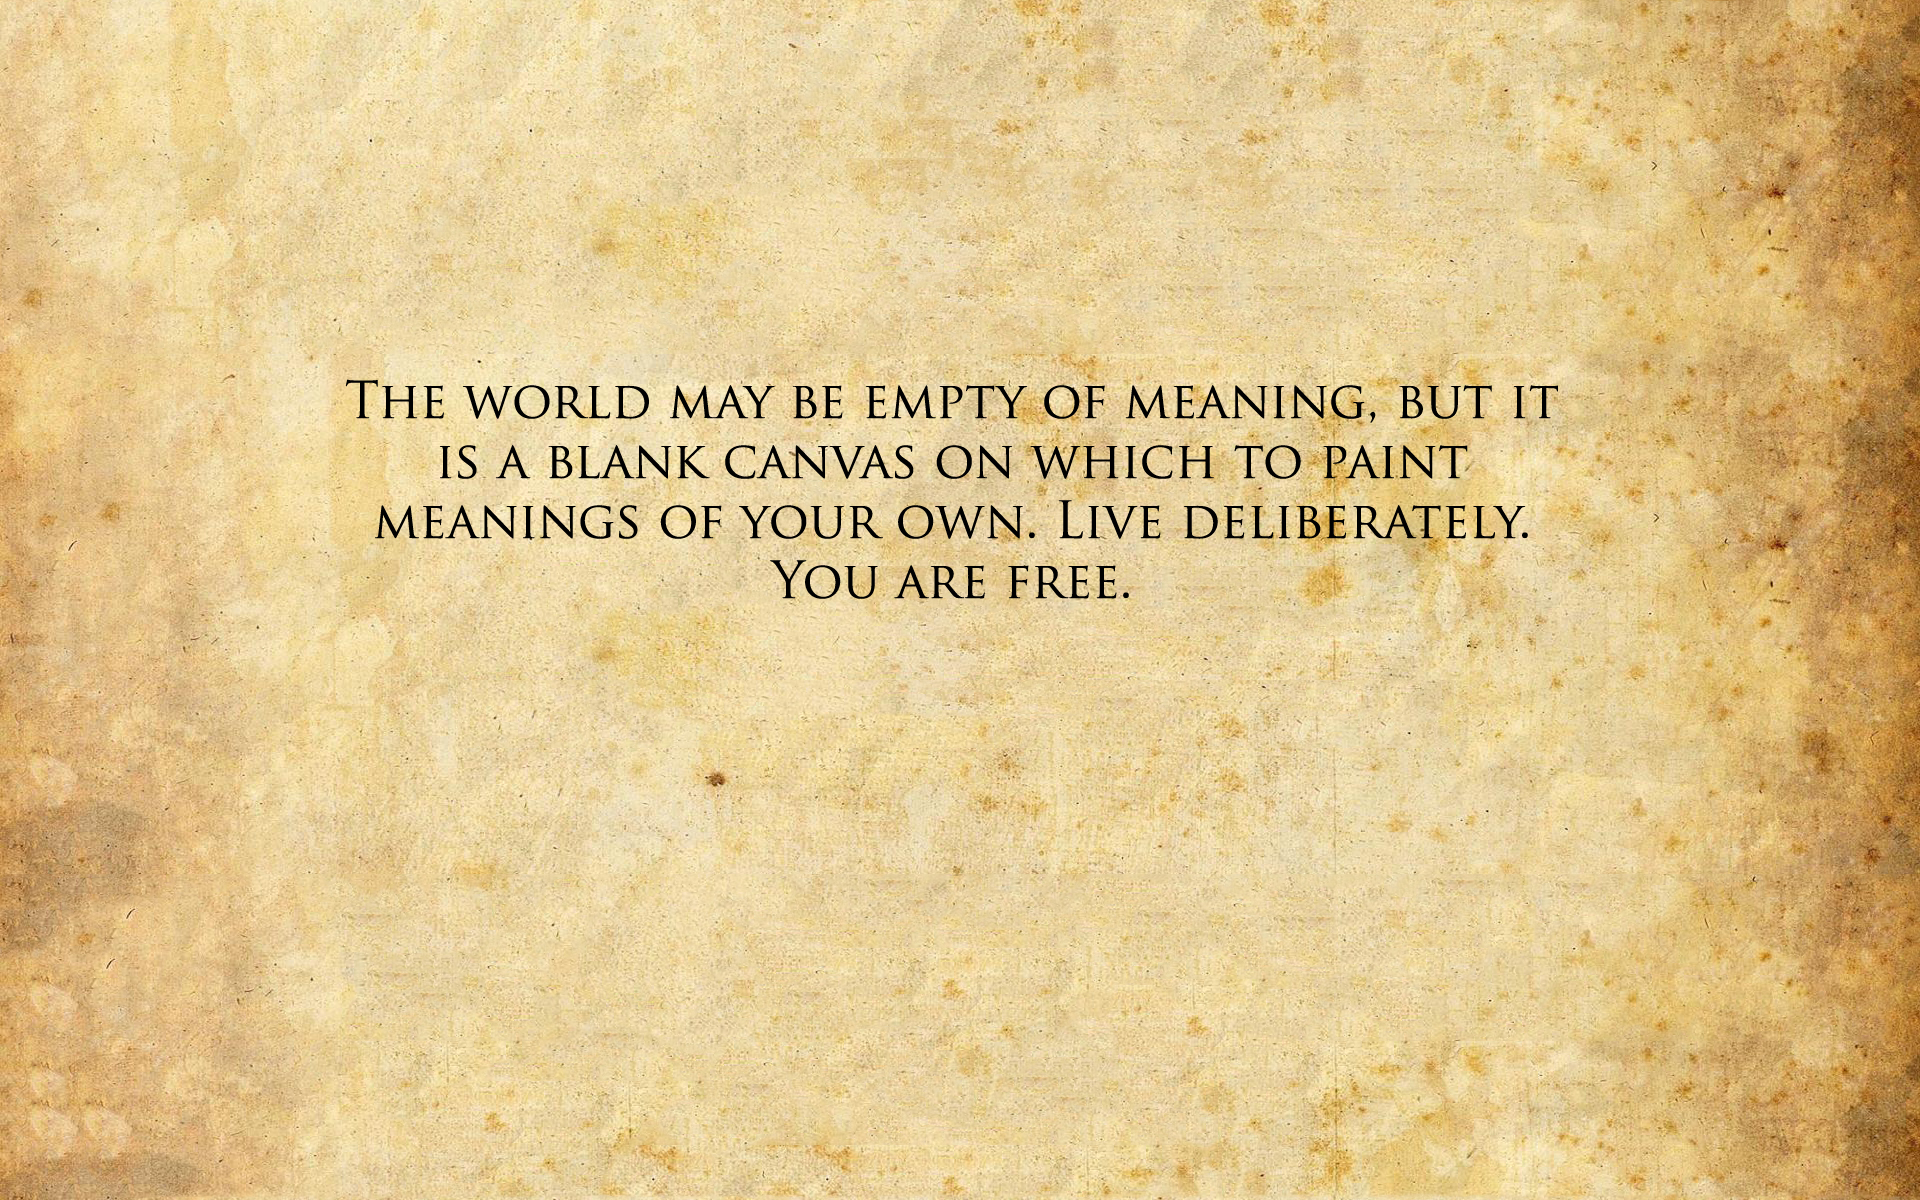 The world may be empty of meaning, but it
is a blank canvas on which to paint
meanings of your own. Live deliberately.
You are free.